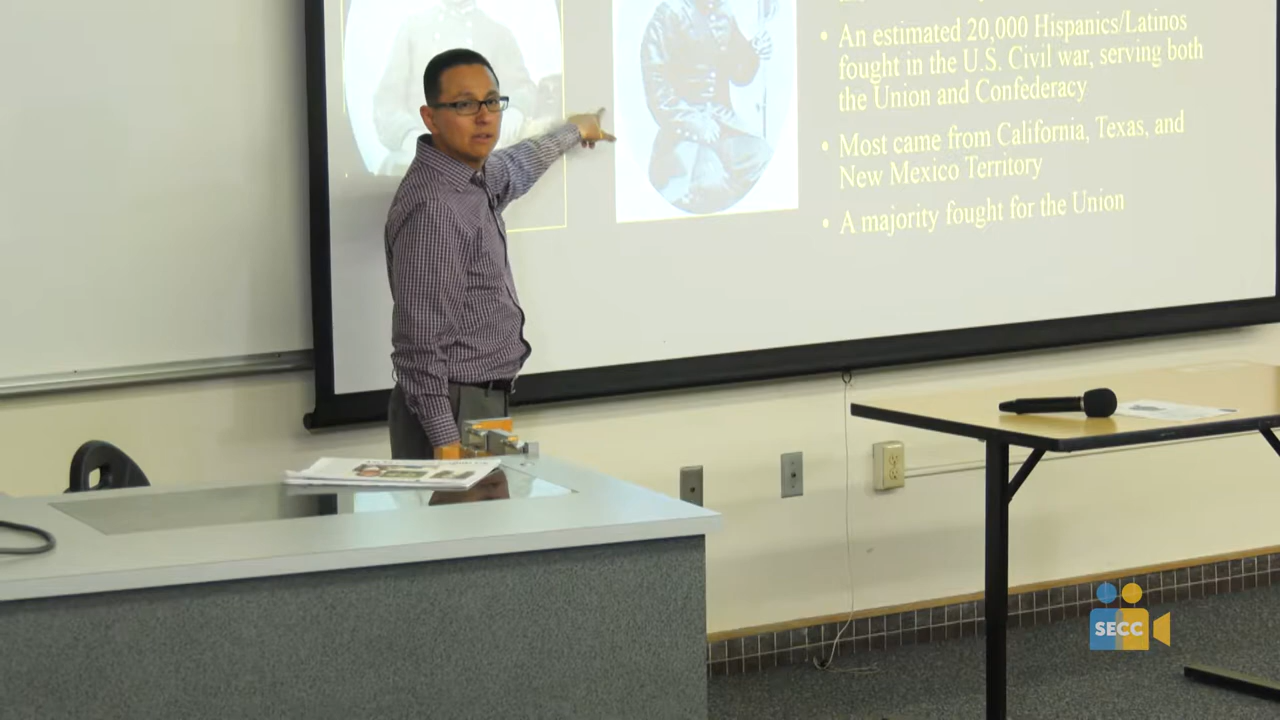 • An estimated 20,000 Hispanics/Latinos
fought in the U.S. Civil war, serving both
the Union and Confederacy
• Most came from California, Texas, and
New Mexico Territory
• A majority fought for the Union
SECC